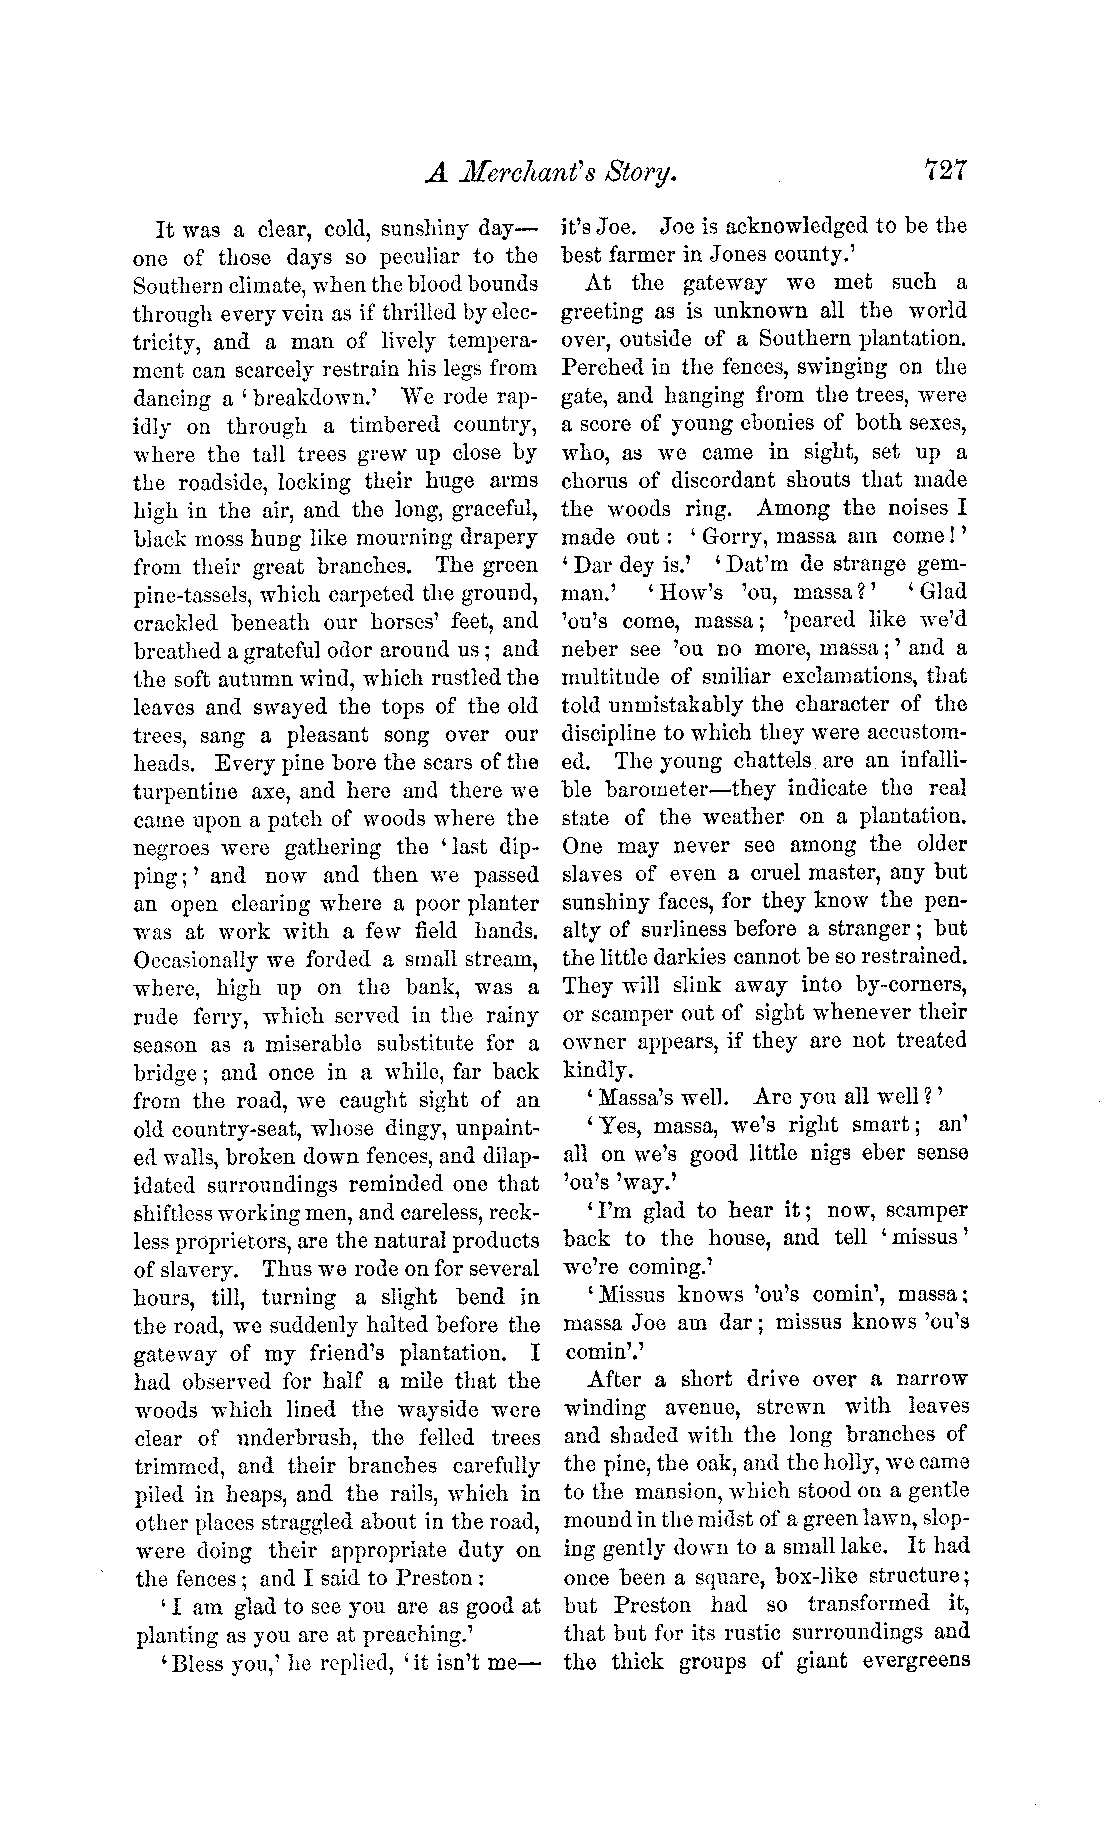 A Merchant's Story. 727
It was a clear, cold, sunshiny day—
one of those days so peculiar to the
Southern climate, when the blood bounds
through every vein as if thrilled by elec-
tricity, and a man of lively tempera-
ment can scarcely restrain his legs from
dancing a 'breakdown.' We rode rap-
idly on through a timbered country,
where the tall trees grew up close by
the roadside, locking their huge arms
high in the air, and the long, graceful,
black moss hung like mourning drapery
from their great branches. The green
pine-tassels, which carpeted the ground,
crackled beneath our horses' feet, and
breathed a grateful odor around us; and
the soft autumn wind, which rustled the
leaves and swayed the tops of the old
trees, sang a pleasant song over our
heads. Every pine bore the scars of the
turpentine axe, and here and there we
came upon a patch of woods where the
negroes were gathering the 'last dip-
ping;' and now and then we passed
an open clearing where a poor planter
was at work with a few field hands.
Occasionally we forded a small stream,
where, high up on the bank, was a
rude ferry, which served in the rainy
season as a miserable substitute for a
bridge; and once in a while, far back
from the road, we caught sight of an
old country-seat, whose dingy, unpaint-
ed walls, broken down fences, and dilap-
idated surroundings reminded one that
shiftless working men, and careless, reck-
less proprietors, are the natural products
of slavery. Thus we rode on for several
hours, till, turning a slight bend in
the road, we suddenly halted before the
gateway of my friend's plantation. I
had observed for half a mile that the
woods which lined the wayside were
clear of underbrush, the felled trees
trimmed, and their branches carefully
piled in heaps, and the rails, which in
other places straggled about in the road,
were doing their appropriate duty on
the fences; and I said to Preston:
'I am glad to see you are as good at
planting as you are at preaching.'
'Bless you,' he replied, 'it isn't me—
it's Joe. Joe is acknowledged to be the
best farmer in Jones county.'
At the gateway we met such a
greeting as is unknown all the world
over, outside of a Southern plantation.
Perched in the fences, swinging on the
gate, and hanging from the trees, were
a score of young ebonies of both sexes,
who, as we came in sight, set up a
chorus of discordant shouts that made
the woods ring. Among the noises I
made out: 'Gorry, massa am come!'
'Dar dey is.' 'Dat'm de strange gem-
man.' 'How's 'ou, massa?' 'Glad
'ou's come, massa; 'peared like we'd
neber see 'ou no more, massa;' and a
multitude of smiliar exclamations, that
told unmistakably the character of the
discipline to which they were accustom-
ed. The young chattels are an infalli-
ble barometer—they indicate the real
state of the weather on a plantation.
One may never see among the older
slaves of even a cruel master, any but
sunshiny faces, for they know the pen-
alty of surliness before a stranger; but
the little darkies cannot be so restrained.
They will slink away into by-corners,
or scamper out of sight whenever their
owner appears, if they are not treated
kindly.
'Massa's well. Are you all well?'
'Yes, massa, we's right smart; an'
all on we's good little nigs eber sense
'ou's 'way.'
'I'm glad to hear it; now, scamper
back to the house, and tell 'missus'
we're coming.'
'Missus knows 'ou's comin', massa;
massa Joe am dar; missus knows 'ou's
comin'.'
After a short drive over a narrow
winding avenue, strewn with leaves
and shaded with the long branches of
the pine, the oak, and the holly, we came
to the mansion, which stood on a gentle
mound in the midst of a green lawn, slop-
ing gently down to a small lake. It had
once been a square, box-like structure;
but Preston had so transformed it,
that but for its rustic surroundings and
the thick groups of giant evergreens